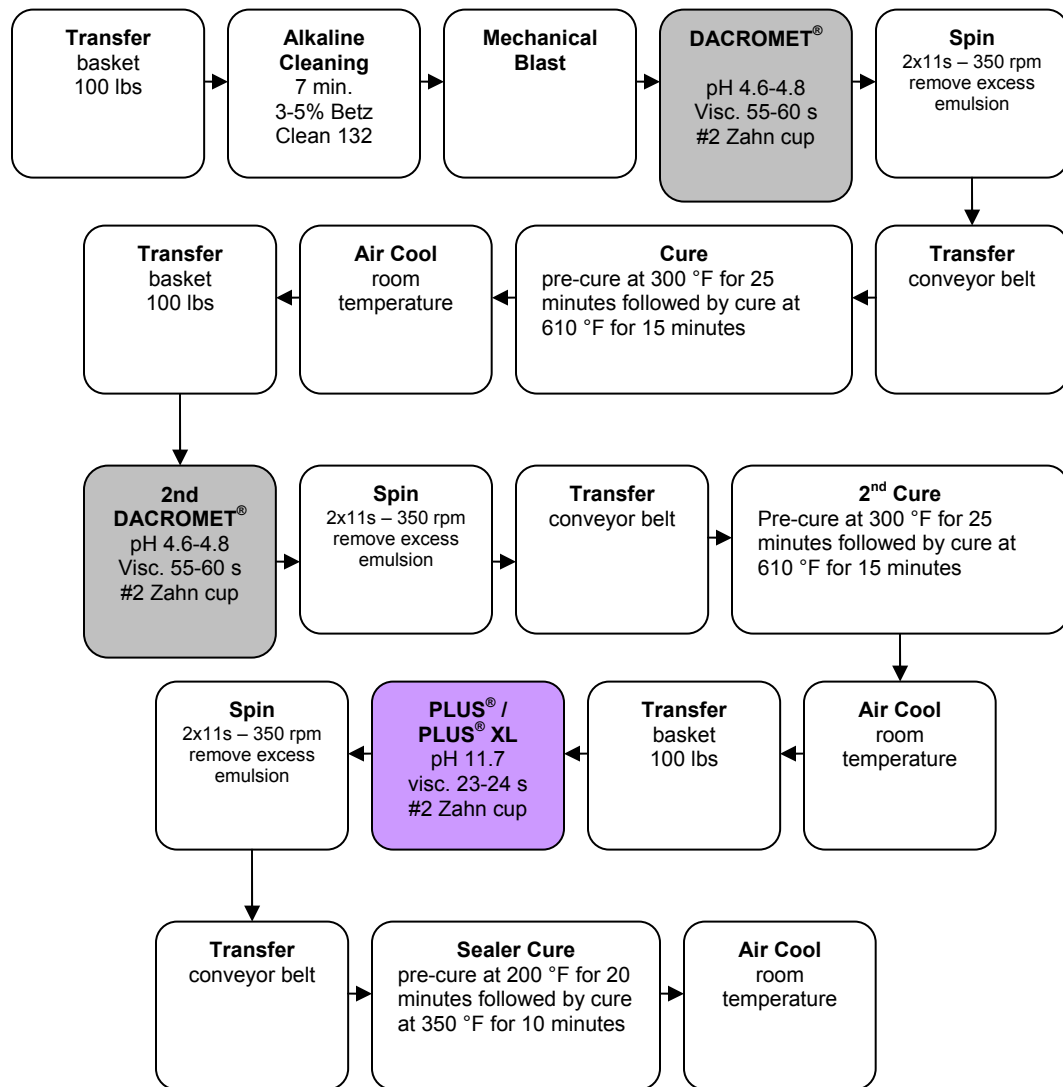 Transfer
basket
100 lbs
Alkaline
Cleaning
7 min.
3-5% Betz
Clean 132
Mechanical
Blast
DACROMET®
pH 4.6-4.8
Visc. 55-60 s
#2 Zahn cup
Spin
2x11s – 350 rpm
remove excess
emulsion
Transfer
conveyor belt
Cure
pre-cure at 300 °F for 25
minutes followed by cure at
610 °F for 15 minutes
Air Cool
room
temperature
Transfer
basket
100 lbs
2nd
DACROMET®
pH 4.6-4.8
Visc. 55-60 s
#2 Zahn cup
Spin
2x11s – 350 rpm
remove excess
emulsion
Transfer
conveyor belt
2nd Cure
Pre-cure at 300 °F for 25
minutes followed by cure at
610 °F for 15 minutes
Air Cool
room
temperature
Transfer
basket
100 lbs
PLUS® /
PLUS® XL
pH 11.7
visc. 23-24 s
#2 Zahn cup
Spin
2x11s – 350 rpm
remove excess
emulsion
Transfer
conveyor belt
Sealer Cure
pre-cure at 200 °F for 20
minutes followed by cure
at 350 °F for 10 minutes
Air Cool
room
temperature